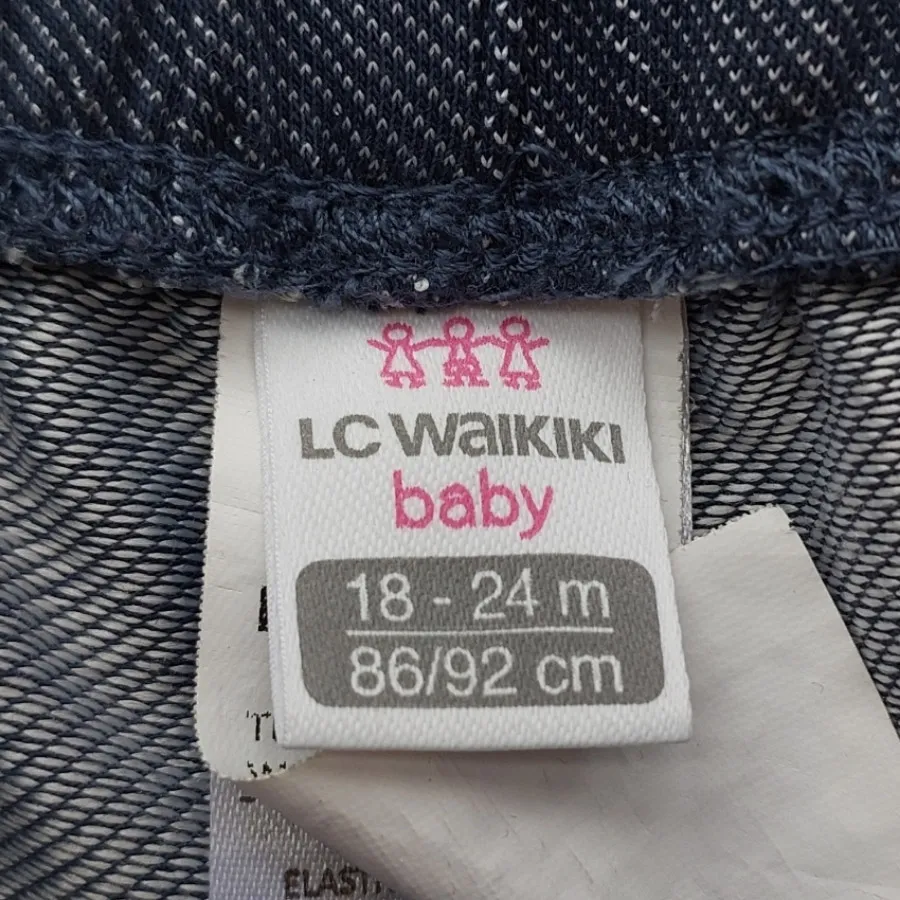 LC WAIKIKI
baby
18 - 24 m
86/92 cm